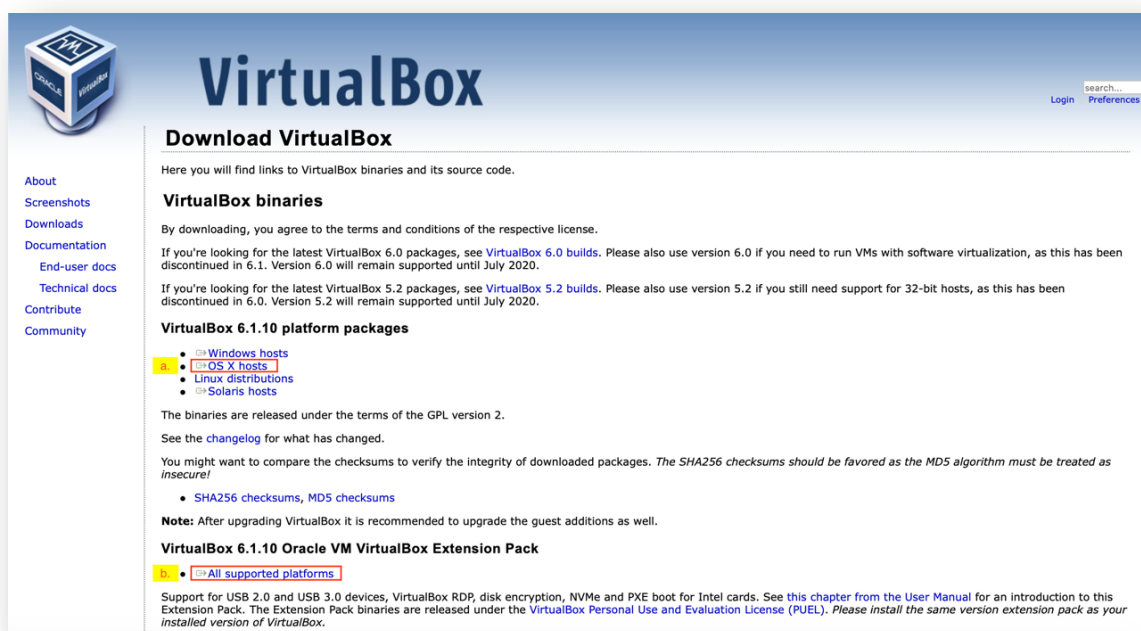 VirtualBox
ORACLE
VirtualBox
search...
Login Preferences
Download VirtualBox
Here you will find links to VirtualBox binaries and its source code.
About
Screenshots
Downloads
Documentation
End-user docs
Technical docs
Contribute
Community
VirtualBox binaries
By downloading, you agree to the terms and conditions of the respective license.
If you're looking for the latest VirtualBox 6.0 packages, see VirtualBox 6.0 builds. Please also use version 6.0 if you need to run VMs with software virtualization, as this has been
discontinued in 6.1. Version 6.0 will remain supported until July 2020.
If you're looking for the latest VirtualBox 5.2 packages, see VirtualBox 5.2 builds. Please also use version 5.2 if you still need support for 32-bit hosts, as this has been
discontinued in 6.0. Version 5.2 will remain supported until July 2020.
VirtualBox 6.1.10 platform packages
• Windows hosts
a. • OS X hosts
• Linux distributions
• Solaris hosts
The binaries are released under the terms of the GPL version 2.
See the changelog for what has changed.
You might want to compare the checksums to verify the integrity of downloaded packages. The SHA256 checksums should be favored as the MD5 algorithm must be treated as
insecure!
• SHA256 checksums, MD5 checksums
Note: After upgrading VirtualBox it is recommended to upgrade the guest additions as well.
VirtualBox 6.1.10 Oracle VM VirtualBox Extension Pack
b. • All supported platforms
Support for USB 2.0 and USB 3.0 devices, VirtualBox RDP, disk encryption, NVMe and PXE boot for Intel cards. See this chapter from the User Manual for an introduction to this
Extension Pack. The Extension Pack binaries are released under the VirtualBox Personal Use and Evaluation License (PUEL). Please install the same version extension pack as your
installed version of VirtualBox.